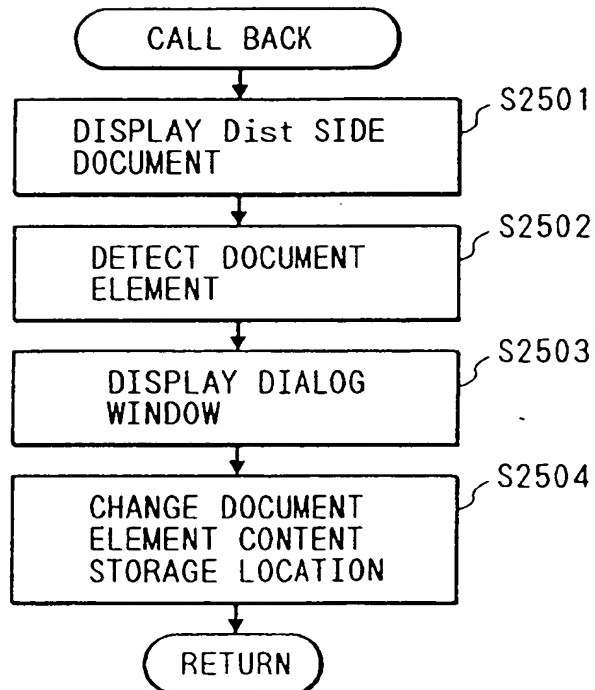 CALL BACK
S2501
DISPLAY Dist SIDE
DOCUMENT
S2502
DETECT DOCUMENT
ELEMENT
S2503
DISPLAY DIALOG
WINDOW
S2504
CHANGE DOCUMENT
ELEMENT CONTENT
STORAGE LOCATION
RETURN